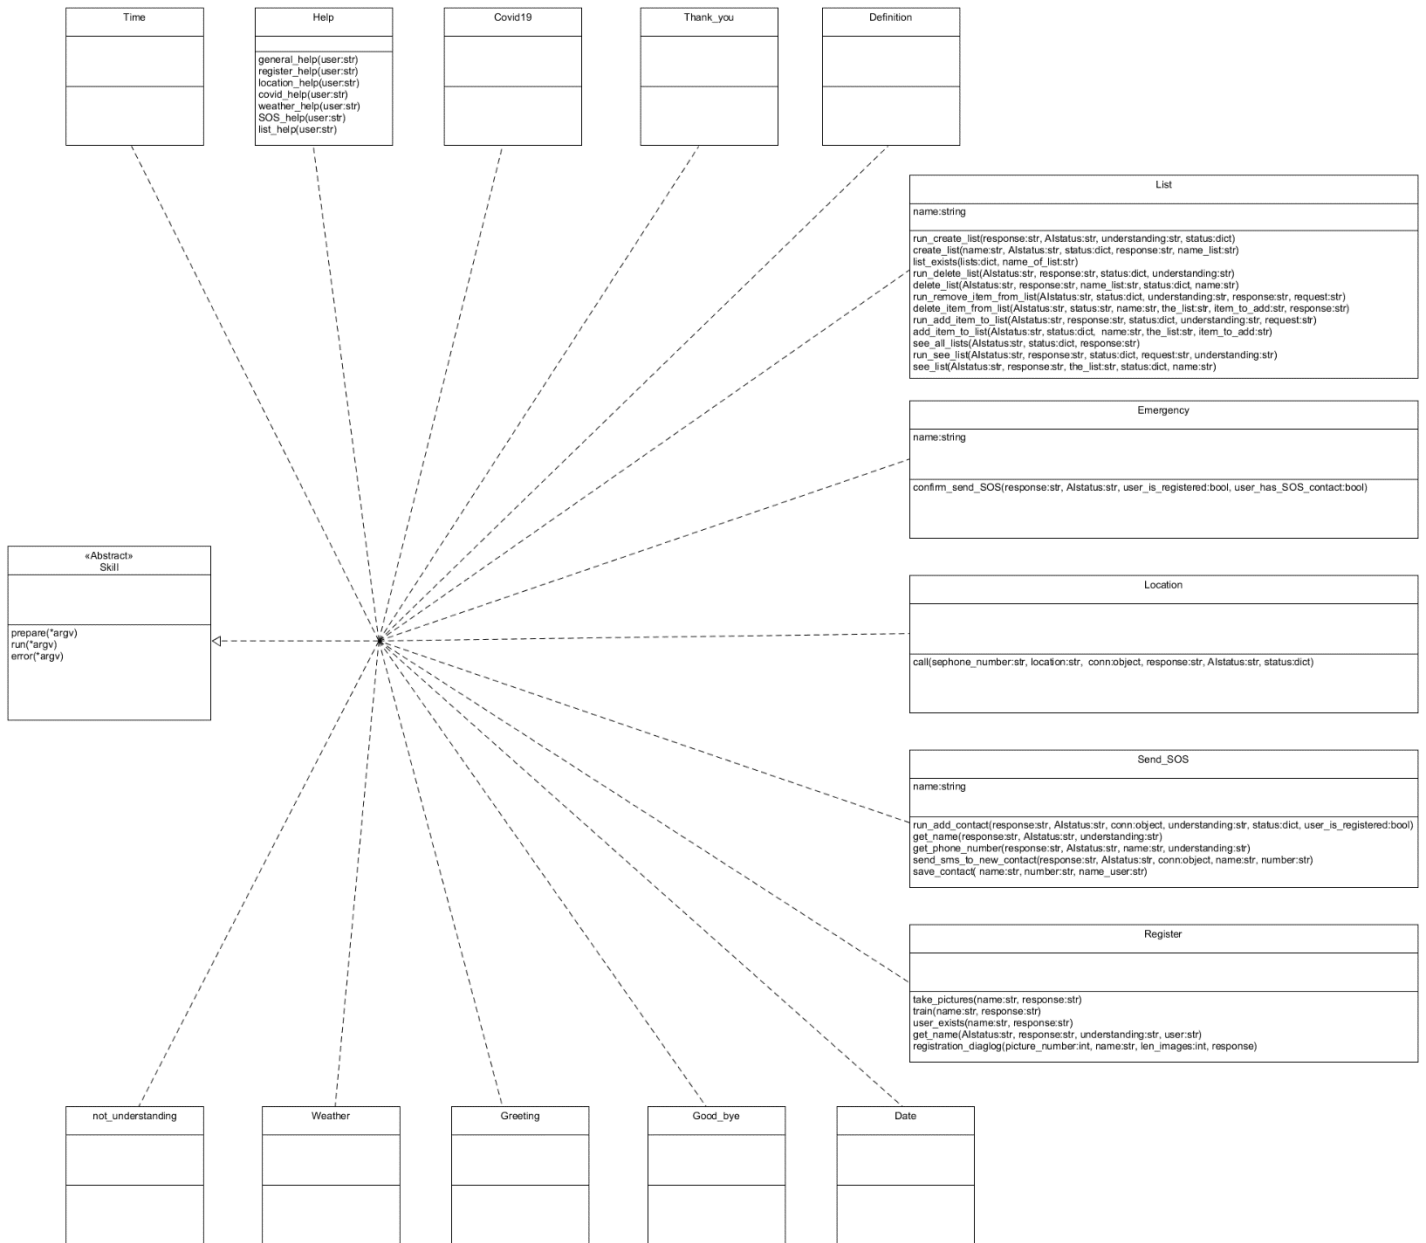 Time
Help
general_help(user:str)
register_help(user:str)
location_help(user:str)
covid_help(user:str)
weather_help(user:str)
SOS_help(user:str)
list_help(user:str)
Covid19
Thank_you
Definition
List
name:string
run_create_list(response:str, AIstatus:str, understanding:str, status:dict)
create_list(name:str, AIstatus:str, status:dict, response:str, name_list:str)
list_exists(lists:dict, name_of_list:str)
run_delete_list(AIstatus:str, response:str, status:dict, understanding:str)
delete_list(AIstatus:str, response:str, name_list:str, status:dict, name:str)
run_remove_item_from_list(AIstatus:str, status:dict, understanding:str, response:str, request:str)
delete_item_from_list(AIstatus:str, status:str, name:str, the_list:str, item_to_add:str, response:str)
run_add_item_to_list(AIstatus:str, response:str, status:dict, understanding:str, request:str)
add_item_to_list(AIstatus:str, status:dict, name:str, the_list:str, item_to_add:str)
see_all_lists(AIstatus:str, status:dict, response:str)
run_see_list(AIstatus:str, response:str, status:dict, request:str, understanding:str)
see_list(AIstatus:str, response:str, the_list:str, status:dict, name:str)
Emergency
name:string
confirm_send_SOS(response:str, AIstatus:str, user_is_registered:bool, user_has_SOS_contact:bool)
«Abstract»
Skill
prepare(*argv)
run(*argv)
error(*argv)
Location
call(sephone_number:str, location:str, conn:object, response:str, AIstatus:str, status:dict)
Send_SOS
name:string
run_add_contact(response:str, AIstatus:str, conn:object, understanding:str, status:dict, user_is_registered:bool)
get_name(response:str, AIstatus:str, understanding:str)
get_phone_number(response:str, AIstatus:str, name:str, understanding:str)
send_sms_to_new_contact(response:str, AIstatus:str, conn:object, name:str, number:str)
save_contact( name:str, number:str, name_user:str)
Register
take_pictures(name:str, response:str)
train(name:str, response:str)
user_exists(name:str, response:str)
get_name(AIstatus:str, response:str, understanding:str, user:str)
registration_diaglog(picture_number:int, name:str, len_images:int, response)
not_understanding
Weather
Greeting
Good_bye
Date